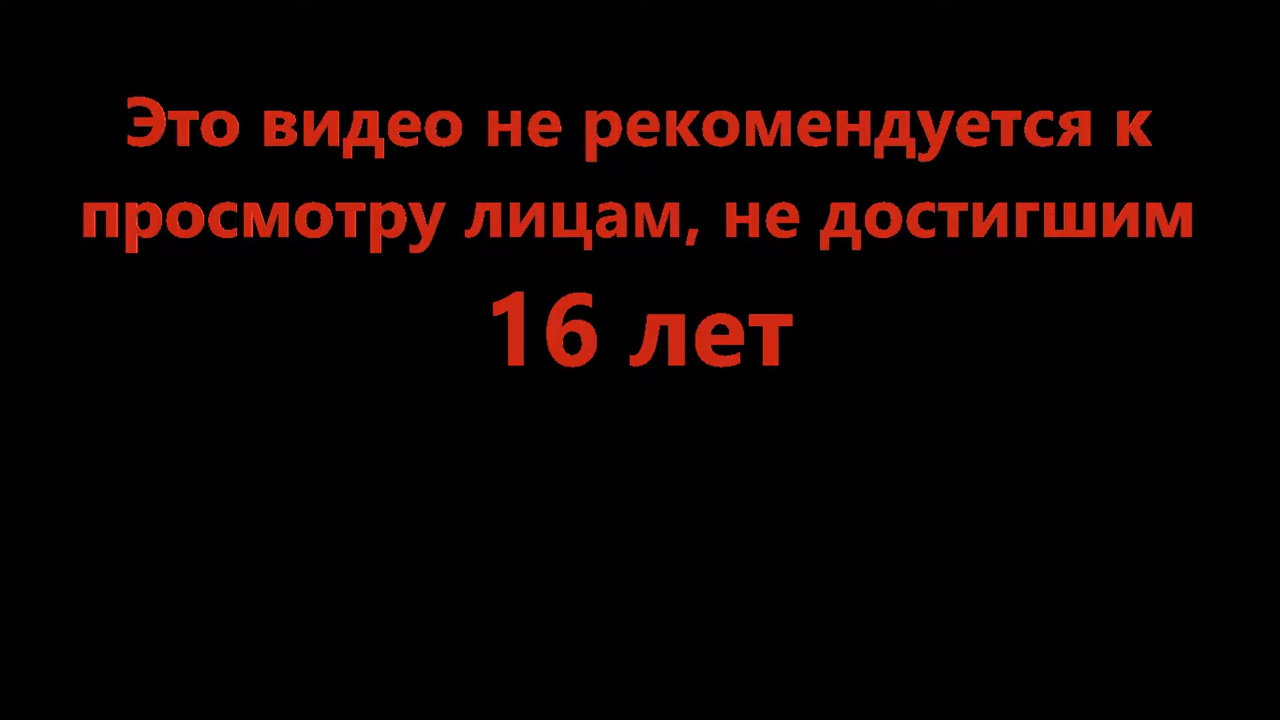 Это видео не рекомендуется к
просмотру лицам, не достигшим
16 лет